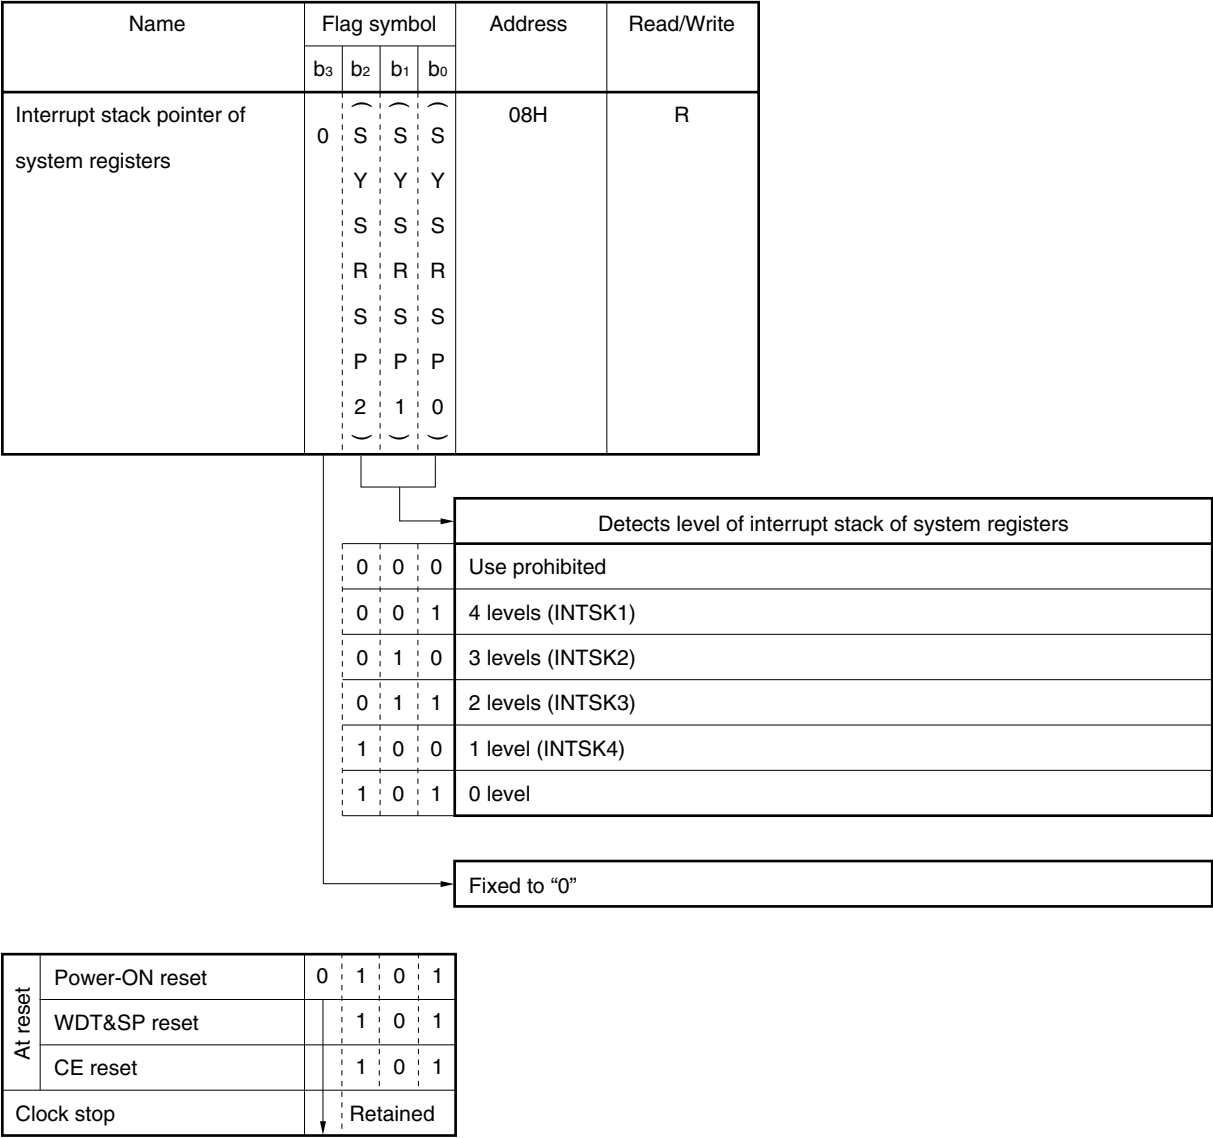 Name Flag symbol Address Read/Write
b3 b2 b1 b0
Interrupt stack pointer of 08H R
system registers
0 (SYSRSP2) (SYSRSP1) (SYSRSP0)
Detects level of interrupt stack of system registers
0 0 0 Use prohibited
0 0 1 4 levels (INTSK1)
0 1 0 3 levels (INTSK2)
0 1 1 2 levels (INTSK3)
1 0 0 1 level (INTSK4)
1 0 1 0 level
Fixed to “0”
At reset
Power-ON reset 0 1 0 1
WDT&SP reset 1 0 1
CE reset 1 0 1
Clock stop Retained